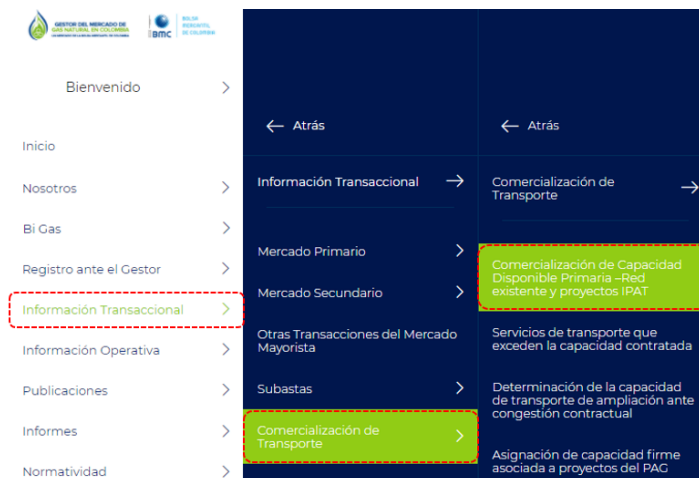 GESTOR DEL MERCADO DE
GAS NATURAL EN COLOMBIA
BMC
BOLSA
MERCANTIL
DE COLOMBIA
Bienvenido
Inicio
Nosotros
Bi Gas
Registro ante el Gestor
Información Transaccional
Información Operativa
Publicaciones
Informes
Normatividad
Atrás
Información Transaccional
Mercado Primario
Mercado Secundario
Otras Transacciones del Mercado
Mayorista
Subastas
Comercialización de
Transporte
Atrás
Comercialización de
Transporte
Comercialización de Capacidad
Disponible Primaria –Red
existente y proyectos IPAT
Servicios de transporte que
exceden la capacidad contratada
Determinación de la capacidad
de transporte de ampliación ante
congestión contractual
Asignación de capacidad firme
asociada a proyectos del PAG